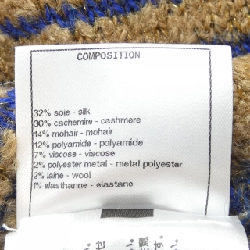 COMPOSITION
32% soie - silk
30% cachemire - cashmere
14% mohair - mohair
12% polyamide - polyamide
7% viscose - viscose
2% polyester metal - metal polyester
2% laine - wool
1% elasthanne - elastane